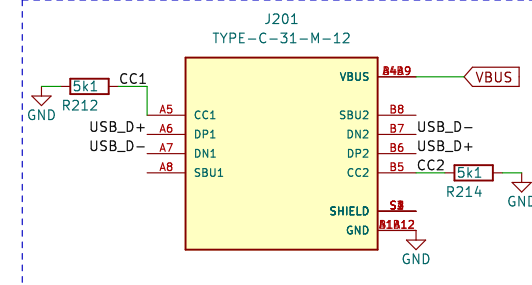 J201
TYPE-C-31-M-12
5k1
CC1
R212
GND
VBUS
VBUS
A5
CC1
SBU2
B8
USB_D+
A6
DP1
DN2
B7
USB_D-
USB_D-
A7
DN1
DP2
B6
USB_D+
A8
SBU1
CC2
B5
CC2
5k1
R214
GND
SHIELD
GND
GND